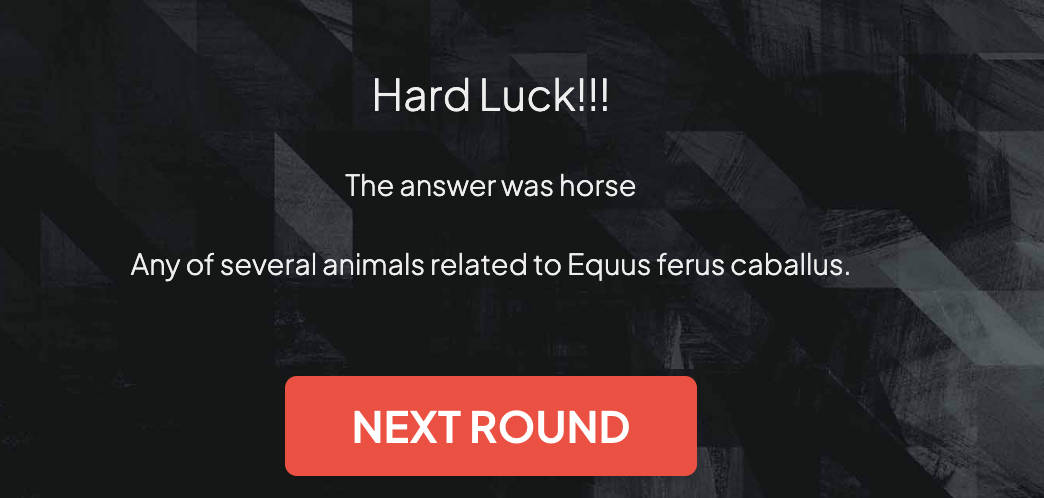 Hard Luck!!!
The answer was horse
Any of several animals related to Equus ferus caballus.
NEXT ROUND